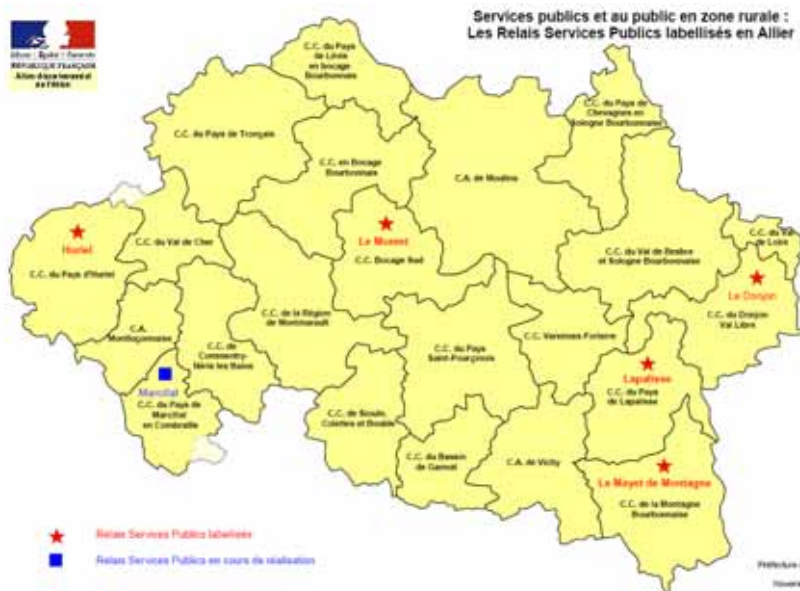 Services publics et au public en zone rurale :
Les Relais Services Publics labellisés en Allier
RÉPUBLIQUE FRANÇAISE
C.C. du Pays
de Lévis en
bocage
Bourbonnais
C.C. du Pays de
Chevagnes en
Sologne Bourbonnaise
C.C. du Pays de Tronçais
C.C. en Bocage
Bourbonnais
C.A. de Moulins
Huriel
C.C. du Pays d'Huriel
C.C. du Val de Cher
Le Montet
C.C. Bocage Sud
C.C. du Val de Besbre
et Sologne Bourbonnaise
C.C. du Val
de Loire
Le Donjon
C.C. du Donjon
Val Libre
C.A.
Montluçonnaise
C.C. de la Région
de Montmarault
C.C. de
Commentry-
Néris les Bains
C.C. du Pays
Saint-Pourçinois
C.C. Varennes-Forterre
Lapalisse
C.C. du Pays
de Lapalisse
Marcillat
C.C. du Pays de
Marcillat
en Combraille
C.C. de Sioule,
Colettes et Bouble
C.C. du Bassin
de Gannat
C.A. de Vichy
Le Mayet de Montagne
C.C. de la Montagne
Bourbonnaise
Relais Services Publics labellisés
Relais Services Publics en cours de réalisation
Préfecture